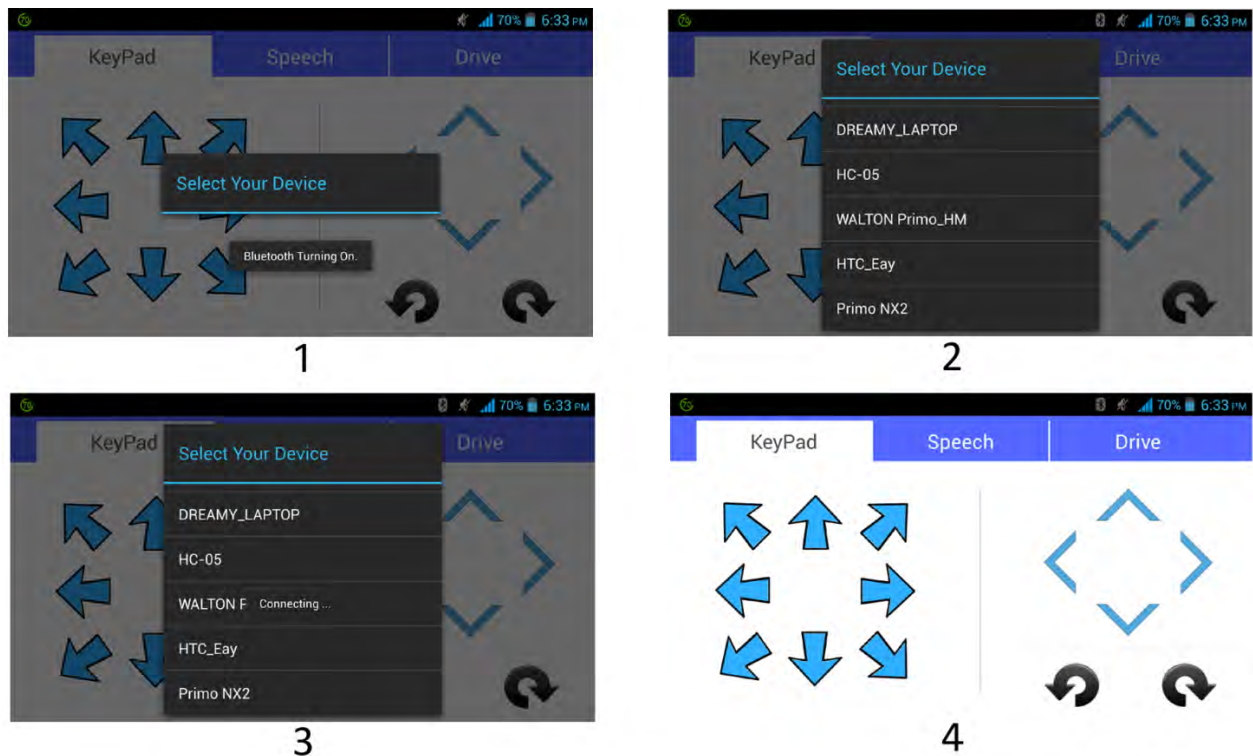 70% 6:33 PM
KeyPad Speech Drive
Select Your Device
Bluetooth Turning On.
1
70% 6:33 PM
KeyPad Drive
Select Your Device
DREAMY_LAPTOP
HC-05
WALTON Primo_HM
HTC_Eay
Primo NX2
2
70% 6:33 PM
KeyPad Drive
Select Your Device
DREAMY_LAPTOP
HC-05
WALTON P Connecting ...
HTC_Eay
Primo NX2
3
70% 6:33 PM
KeyPad Speech Drive
4